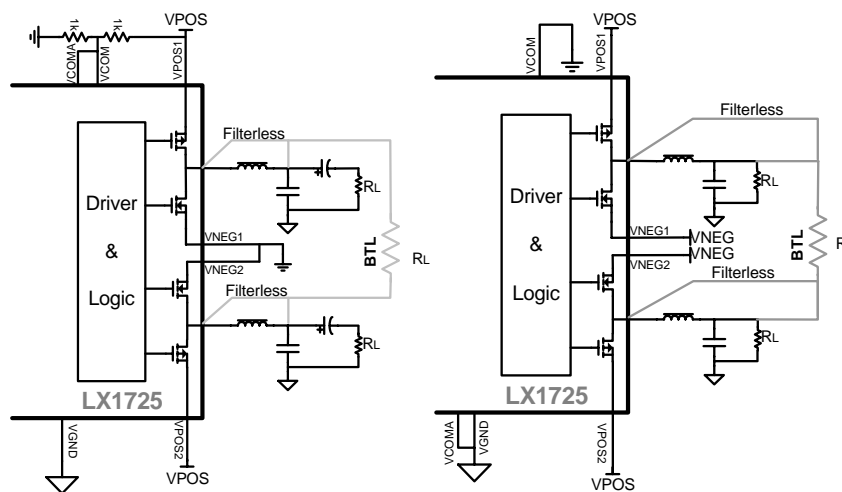 1k
1k
VPOS
VCOMA
VCOM
VPOS1
Filterless
RL
Driver
&
Logic
VNEG1
VNEG2
BTL
RL
Filterless
RL
LX1725
VGND
VPOS2
VPOS
VPOS
VCOM
VPOS1
Filterless
RL
Driver
&
Logic
VNEG1
VNEG
VNEG
VNEG2
BTL
R
Filterless
RL
LX1725
VCOMA
VGND
VPOS2
VPOS